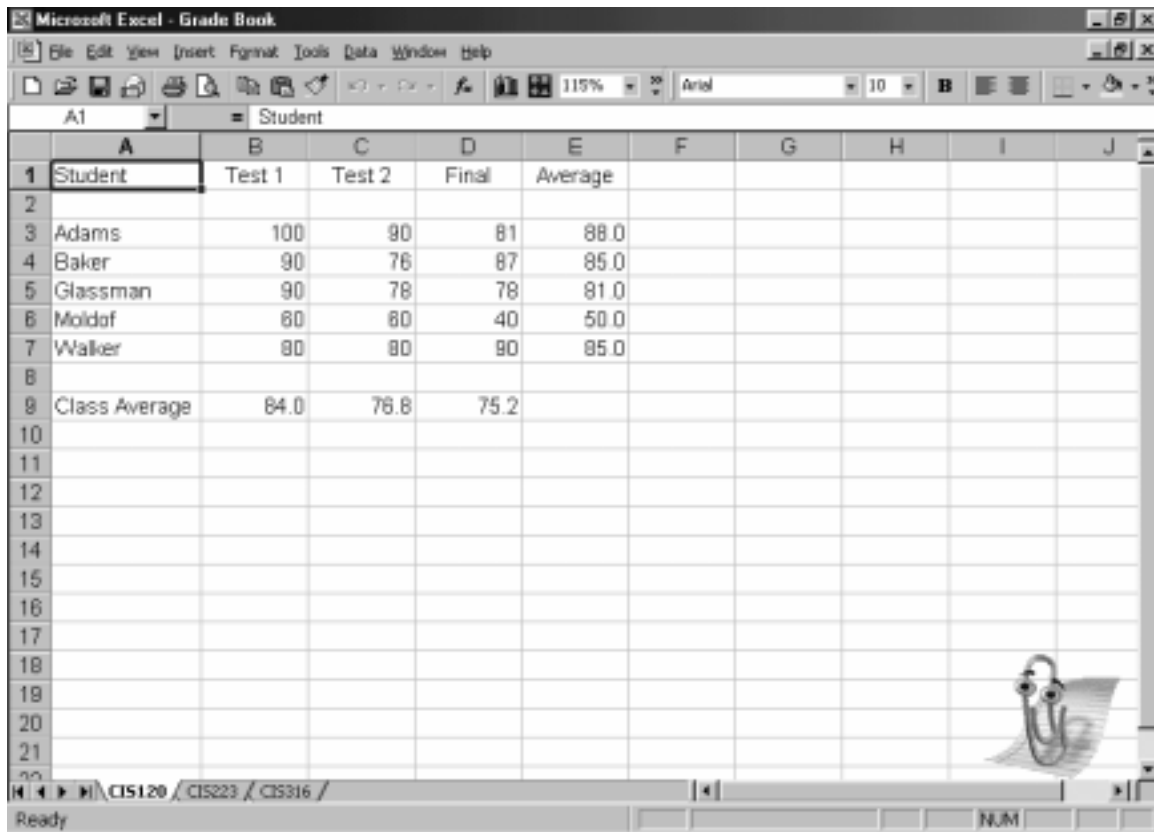 Microsoft Excel - Grade Book
File Edit View Insert Format Tools Data Window Help
115% Arial 10 B
A1 = Student
A B C D E F G H I J
1 Student Test 1 Test 2 Final Average
2
3 Adams 100 90 81 88.0
4 Baker 90 76 87 85.0
5 Glassman 90 78 78 81.0
6 Moldof 60 60 40 50.0
7 Walker 80 80 90 85.0
8
9 Class Average 84.0 76.8 75.2
10
11
12
13
14
15
16
17
18
19
20
21
CIS120 CIS223 CIS316
Ready NUM